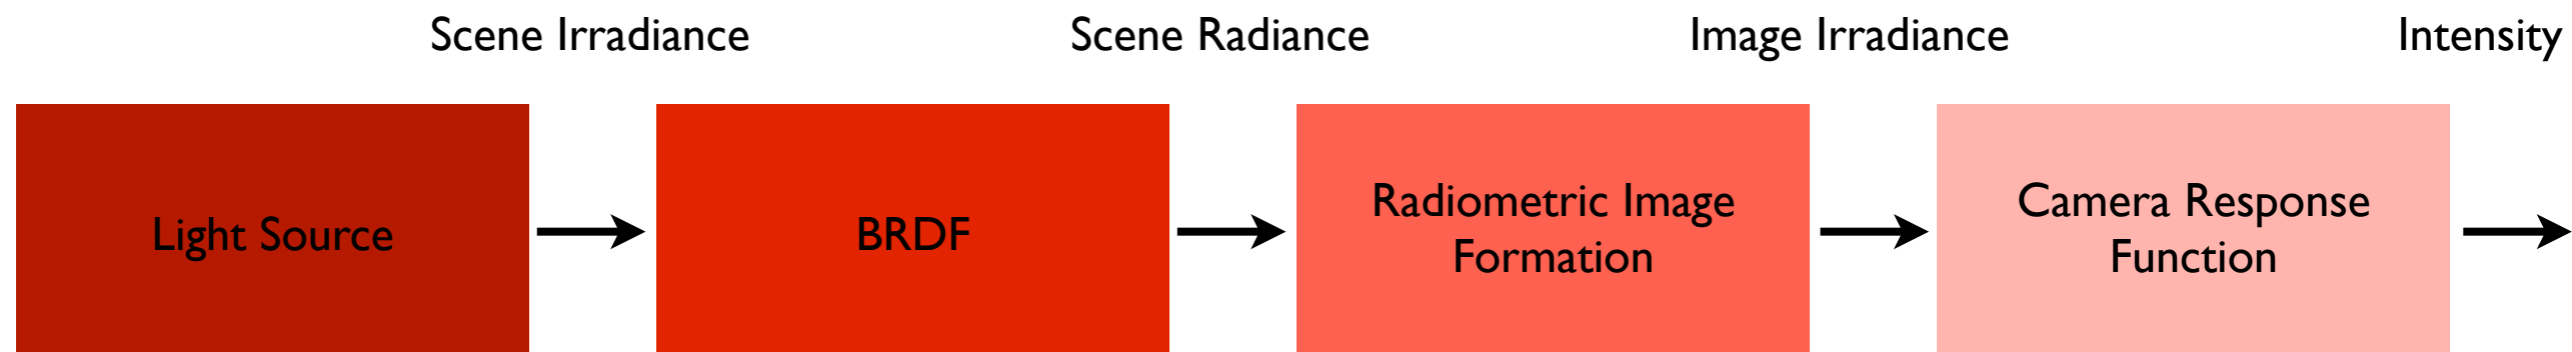 Scene Irradiance
Scene Radiance
Image Irradiance
Intensity
Light Source
BRDF
Radiometric Image
Formation
Camera Response
Function